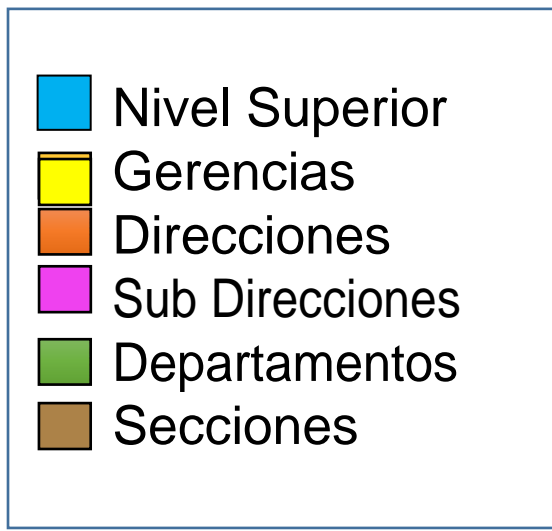 Nivel Superior
Gerencias
Direcciones
Sub Direcciones
Departamentos
Secciones